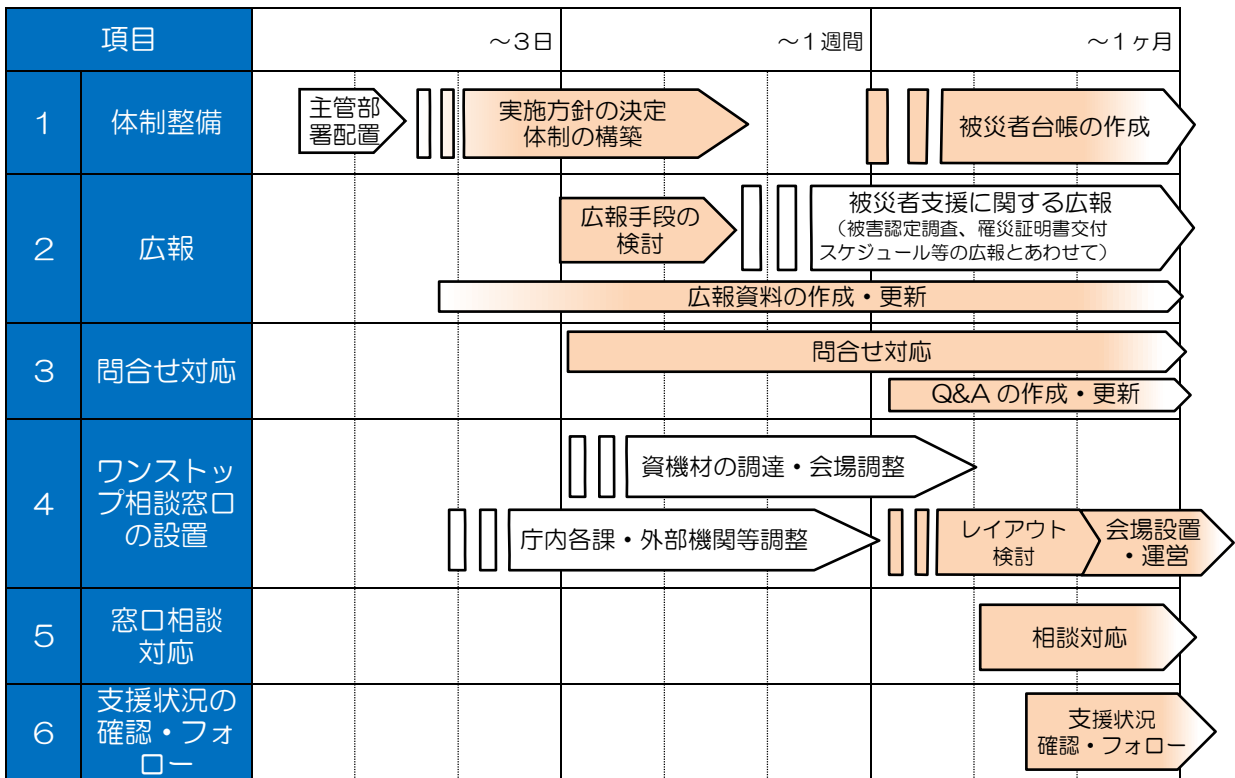 項目
～3日
～1週間
～1ヶ月
1
体制整備
主管部
署配置
実施方針の決定
体制の構築
被災者台帳の作成
2
広報
広報手段の
検討
被災者支援に関する広報
（被害認定調査、罹災証明書交付
スケジュール等の広報とあわせて）
広報資料の作成・更新
3
問合せ対応
問合せ対応
Q&Aの作成・更新
4
ワンストッ
プ相談窓口
の設置
資機材の調達・会場調整
庁内各課・外部機関等調整
レイアウト
検討
会場設置
・運営
5
窓口相談
対応
相談対応
6
支援状況の
確認・フォ
ロー
支援状況
確認・フォロー